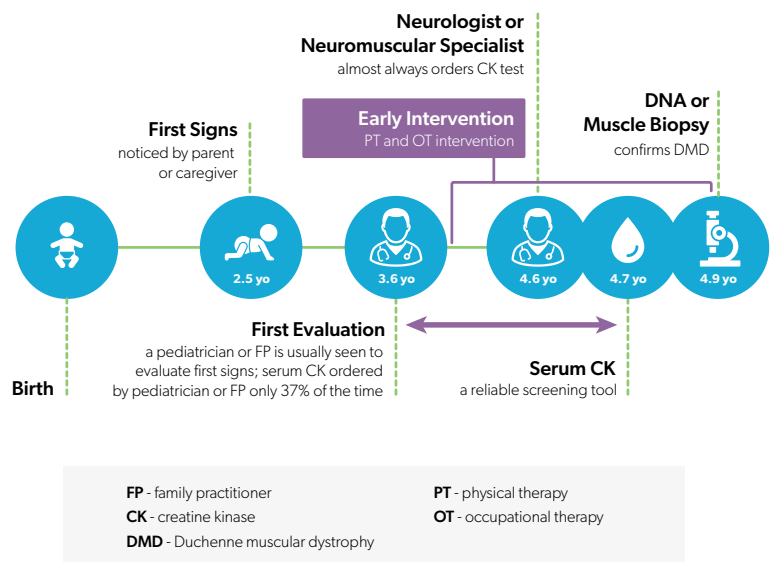 Neurologist or
Neuromuscular Specialist
almost always orders CK test
Early Intervention
PT and OT intervention
DNA or
Muscle Biopsy
confirms DMD
First Signs
noticed by parent
or caregiver
2.5 yo
3.6 yo
4.6 yo
4.7 yo
4.9 yo
First Evaluation
a pediatrician or FP is usually seen to
evaluate first signs; serum CK ordered
by pediatrician or FP only 37% of the time
Birth
Serum CK
a reliable screening tool
FP - family practitioner
CK - creatine kinase
DMD - Duchenne muscular dystrophy
PT - physical therapy
OT - occupational therapy